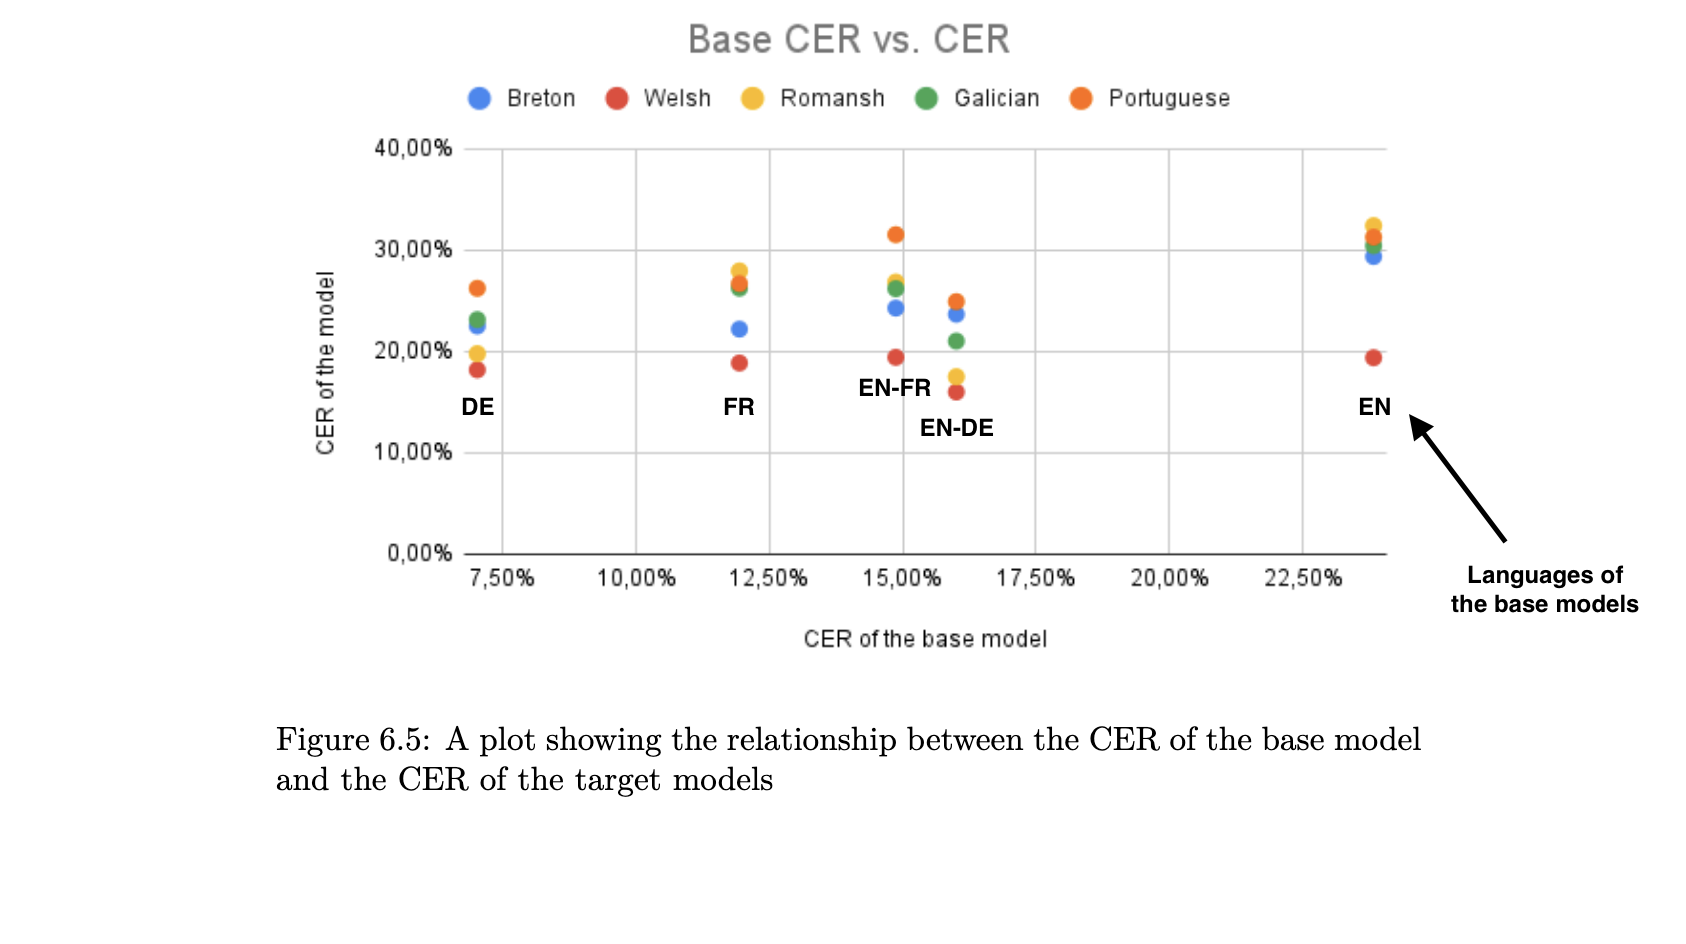 Base CER vs. CER
Breton Welsh Romansh Galician Portuguese
40,00%
30,00%
20,00%
10,00%
0,00%
CER of the model
DE FR EN-FR EN-DE EN
7,50% 10,00% 12,50% 15,00% 17,50% 20,00% 22,50%
CER of the base model
Languages of
the base models
Figure 6.5: A plot showing the relationship between the CER of the base model
and the CER of the target models